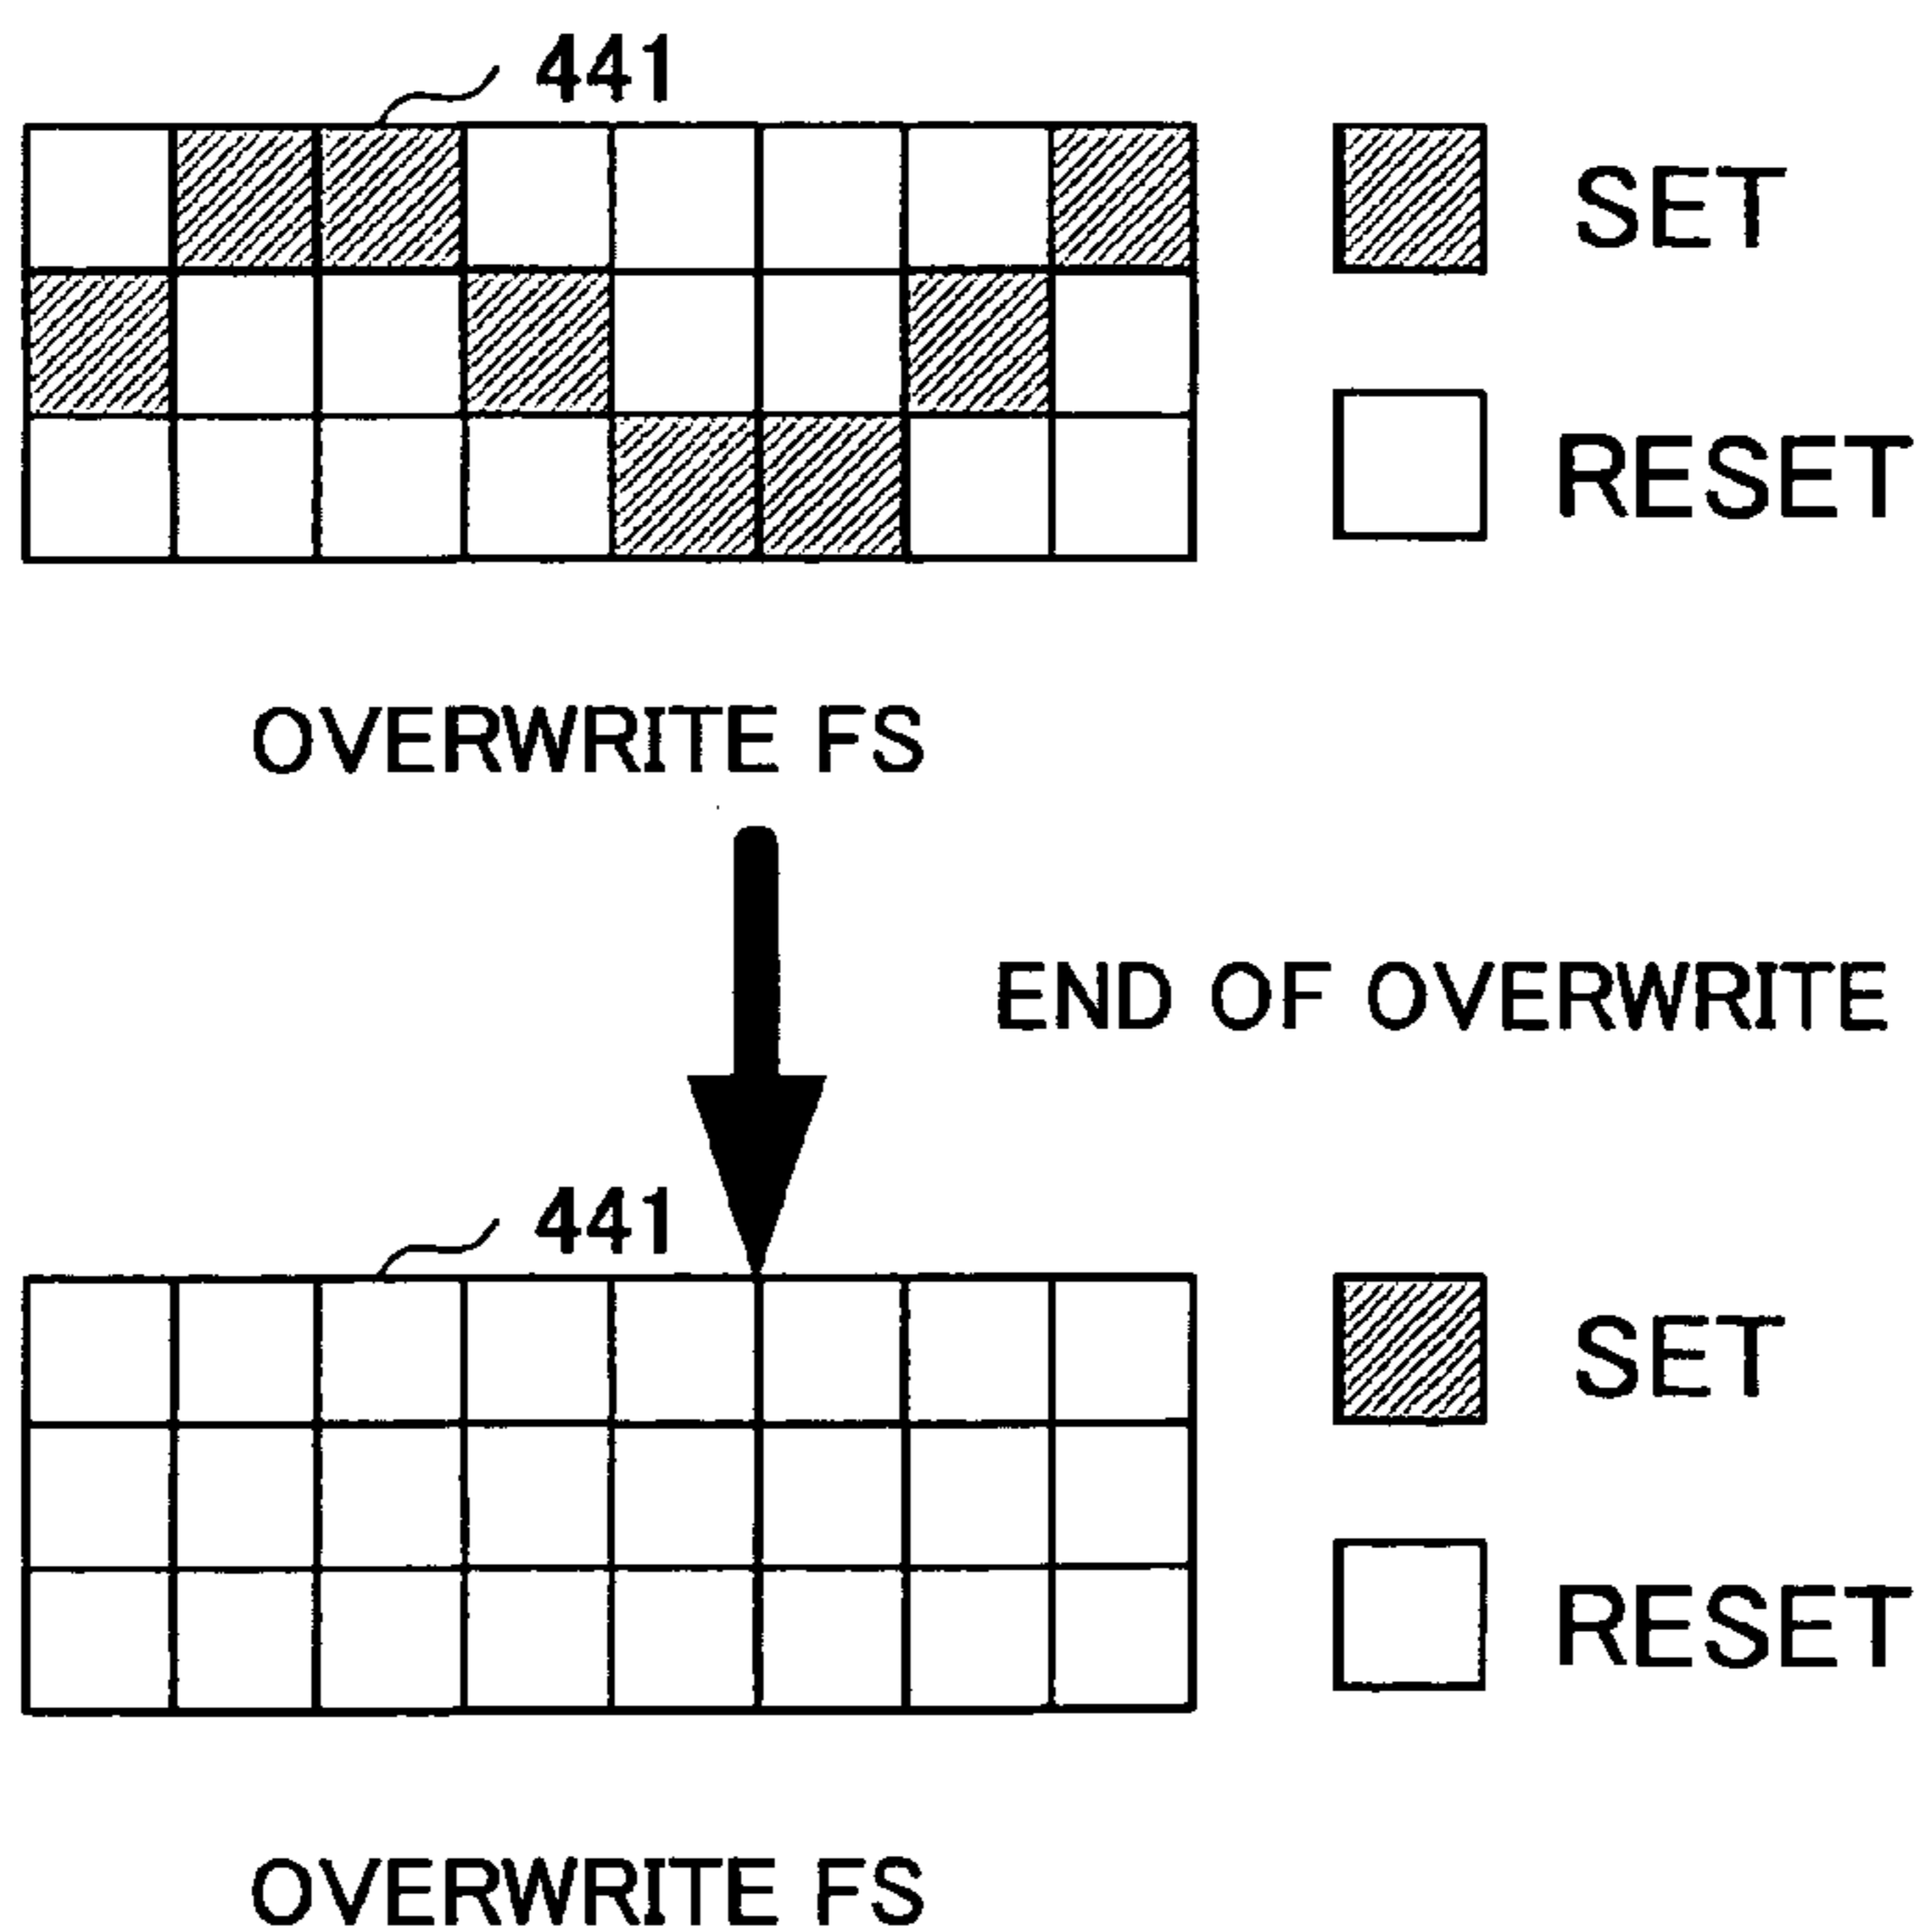 441
SET
RESET
OVERWRITE FS
END OF OVERWRITE
441
SET
RESET
OVERWRITE FS